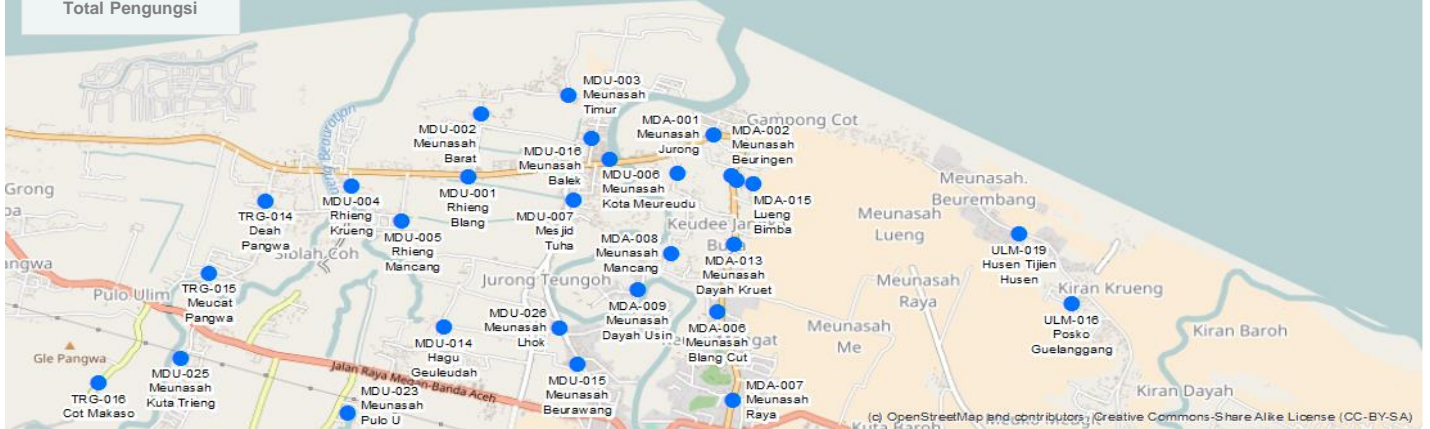 Total Pengungsi
MDU-003
Meunasah
Timur
MDU-002
Meunasah
Barat
MDA-001
Meunasah
Jurong
Gampong Cot
MDA-002
Meunasah
Beuringen
MDU-016
Meunasah
Balek
MDU-006
Meunasah
Kota Meureudu
MDU-001
Rhieng
Blang
MDU-004
Rhieng
Krueng
MDU-005
Rhieng
Mancang
MDU-007
Mesjid
Tuha
MDA-015
Lueng
Bimba
Grong
TRG-014
Deah
Pangwa
Siblah Coh
Meunasah.
Beurembang
Meunasah
Lueng
ULM-019
Husen Tijien
Husen
MDA-008
Meunasah
Mancang
MDA-013
Meunasah
Dayah Kruet
TRG-015
Meucat
Pangwa
Pulo Ulim
Jurong Teungoh
MDA-009
Meunasah
Dayah Usin
Meunasah
Raya
Kiran Krueng
ULM-016
Posko
Guelanggang
MDU-026
Meunasah
Lhok
MDU-014
Hagu
Geuleudah
MDA-006
Meunasah
Blang Cut
Meunasah
Me
Kiran Baroh
Gle Pangwa
TRG-016
Cot Makaso
MDU-025
Meunasah
Kuta Trieng
Jalan Raya Medan-Banda Aceh
MDU-023
Meunasah
Pulo U
MDU-015
Meunasah
Beurawang
MDA-007
Meunasah
Raya
Kiran Dayah
(c) OpenStreetMap and contributors, Creative Commons-Share Alike License (CC-BY-SA)
Kuta Baroh